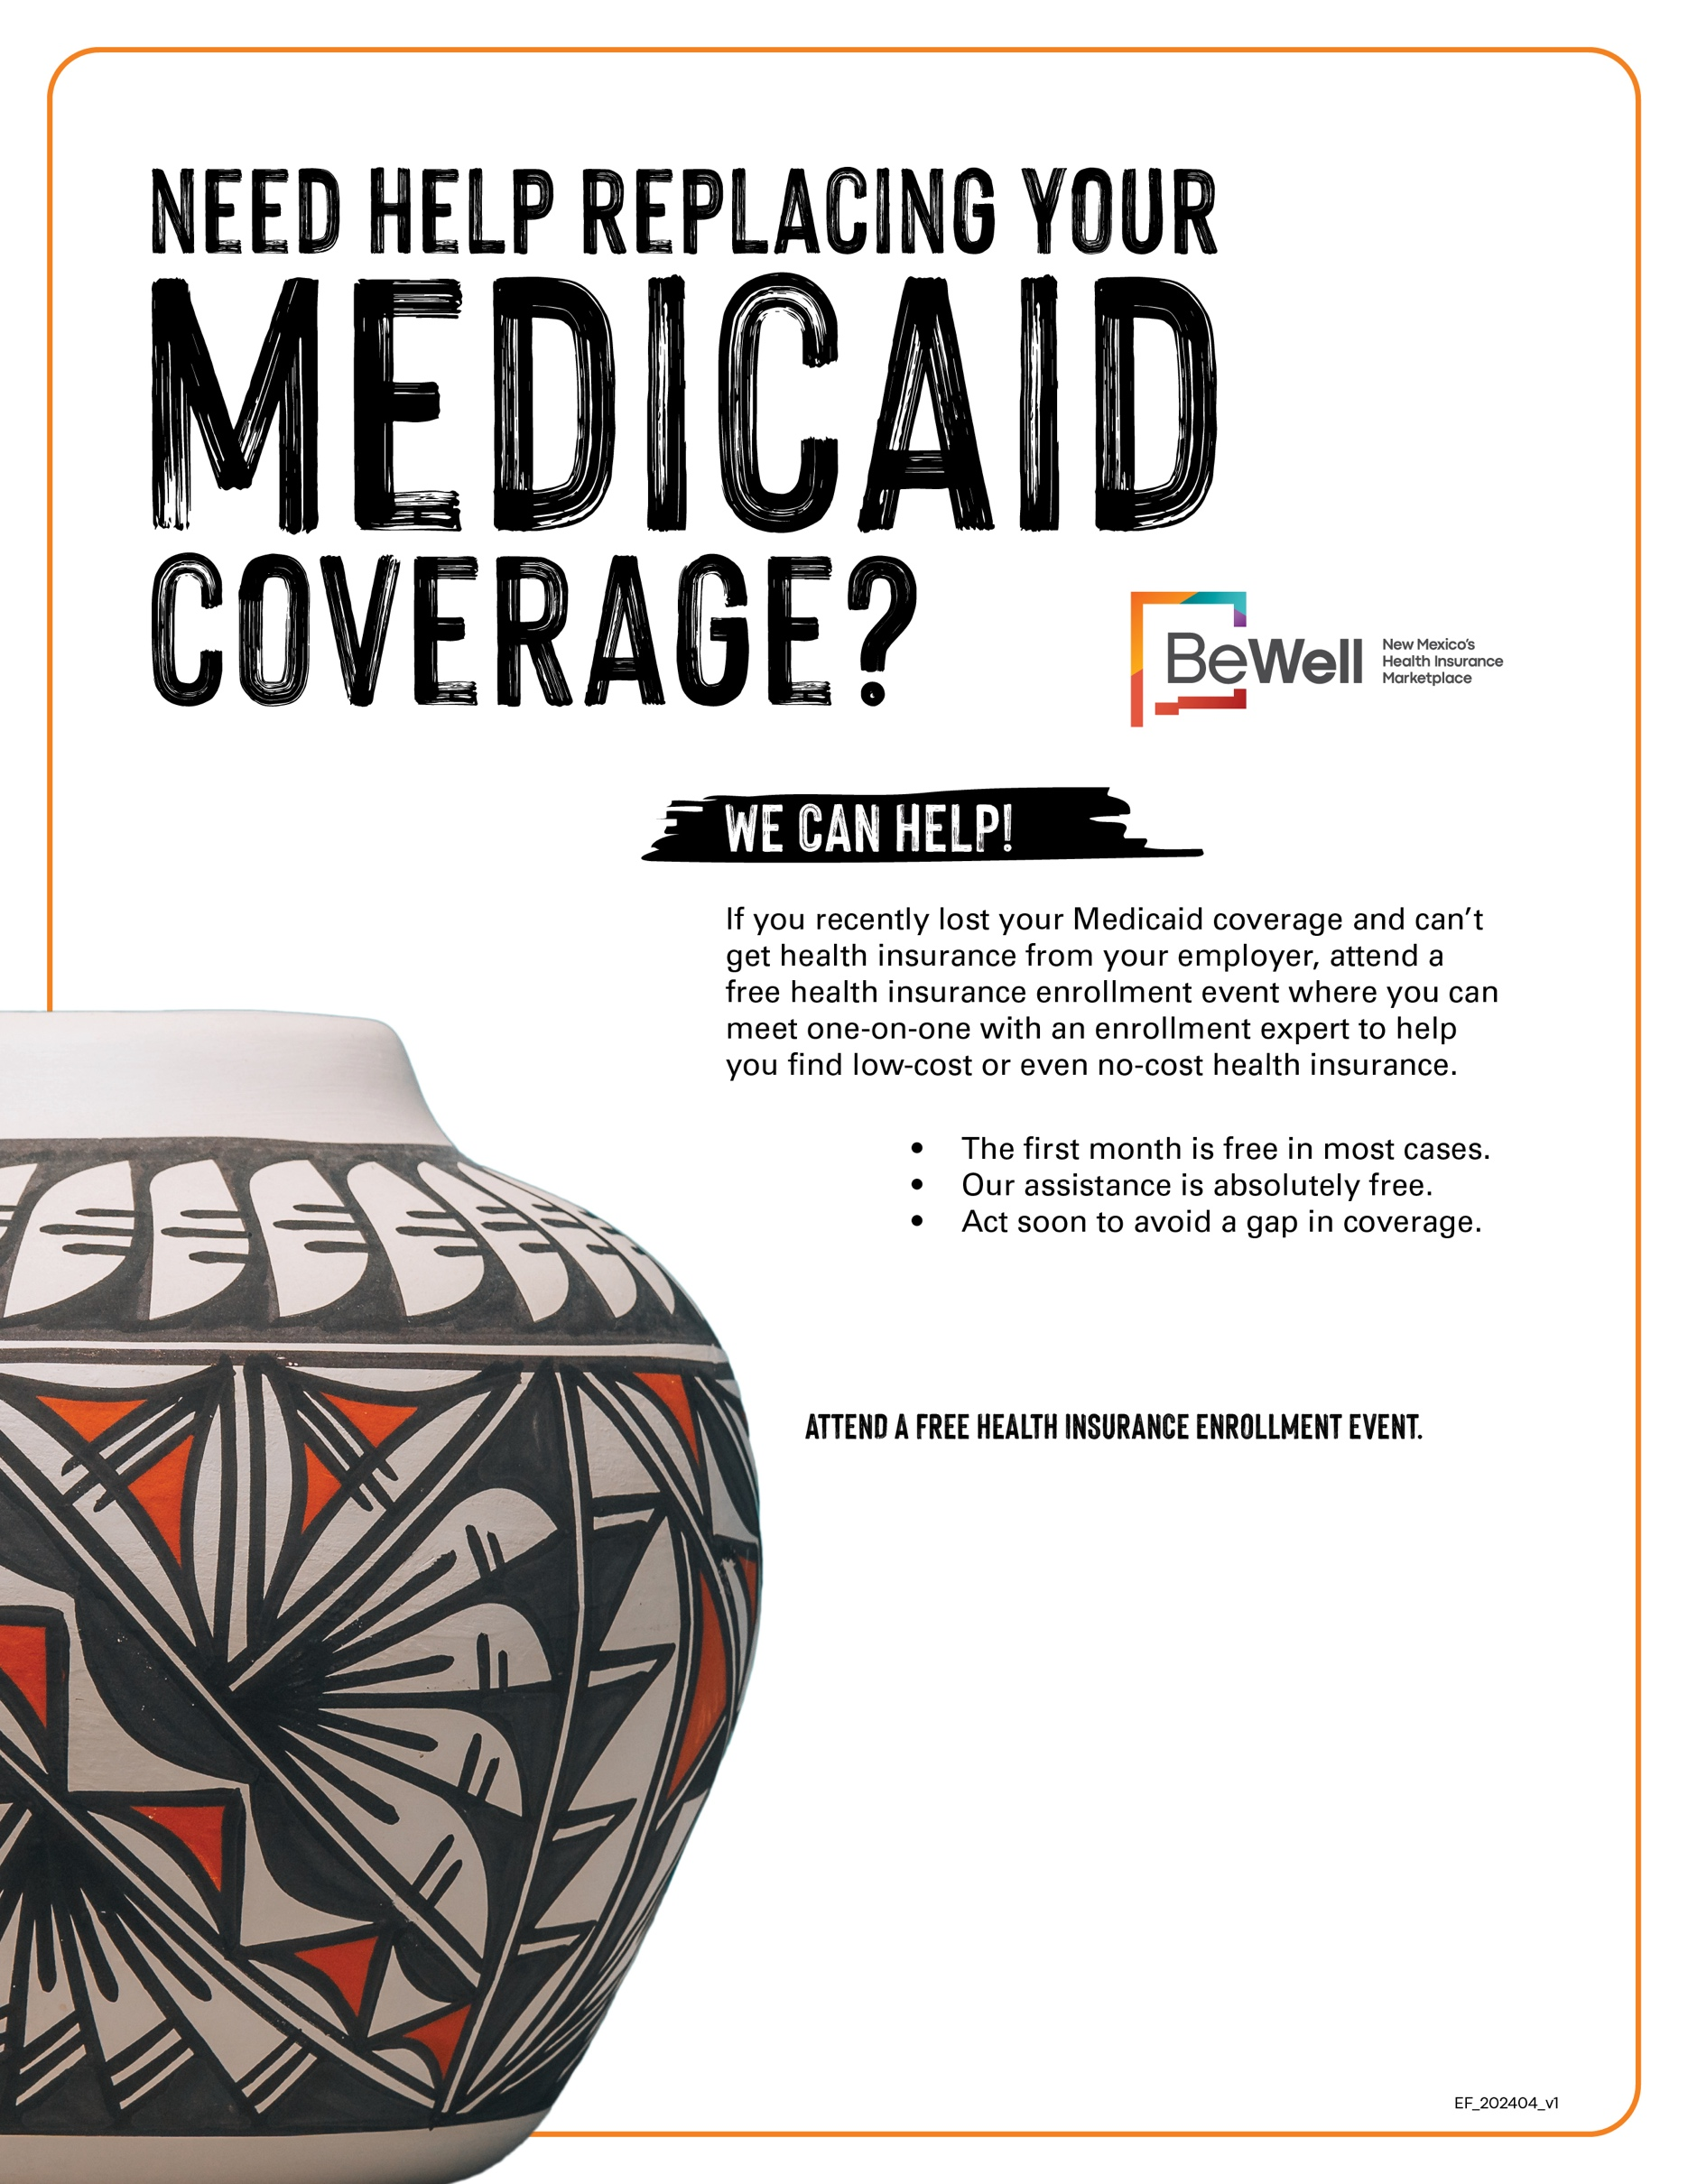 NEED HELP REPLACING YOUR
MEDICAID
COVERAGE?
BeWell
New Mexico's
Health Insurance
Marketplace
WE CAN HELP!
If you recently lost your Medicaid coverage and can't
get health insurance from your employer, attend a
free health insurance enrollment event where you can
meet one-on-one with an enrollment expert to help
you find low-cost or even no-cost health insurance.
• The first month is free in most cases.
• Our assistance is absolutely free.
• Act soon to avoid a gap in coverage.
ATTEND A FREE HEALTH INSURANCE ENROLLMENT EVENT.
EF_202404_v1